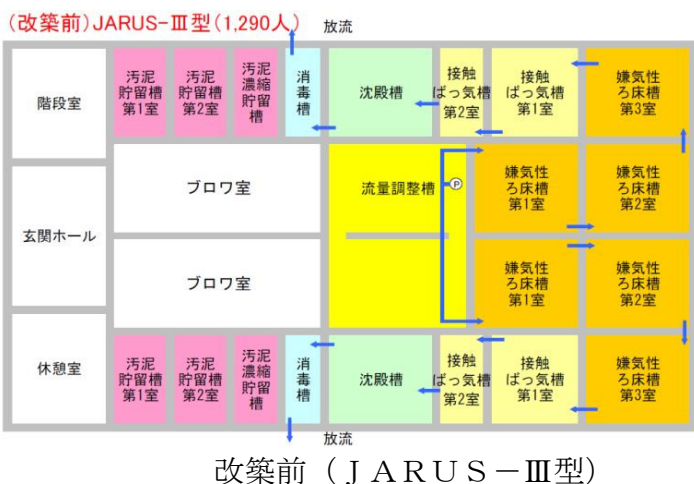 (改築前)JARUS-Ⅲ型(1,290人)
放流
階段室
汚泥
貯留槽
第1室
汚泥
貯留槽
第2室
汚泥
濃縮
貯留
槽
消
毒
槽
沈殿槽
接触
ばっ気槽
第2室
接触
ばっ気槽
第1室
嫌気性
ろ床槽
第3室
玄関ホール
ブロワ室
流量調整槽
P
嫌気性
ろ床槽
第1室
嫌気性
ろ床槽
第2室
ブロワ室
嫌気性
ろ床槽
第1室
嫌気性
ろ床槽
第2室
休憩室
汚泥
貯留槽
第1室
汚泥
貯留槽
第2室
汚泥
濃縮
貯留
槽
消
毒
槽
沈殿槽
接触
ばっ気槽
第2室
接触
ばっ気槽
第1室
嫌気性
ろ床槽
第3室
放流
改築前(JARUS-Ⅲ型)